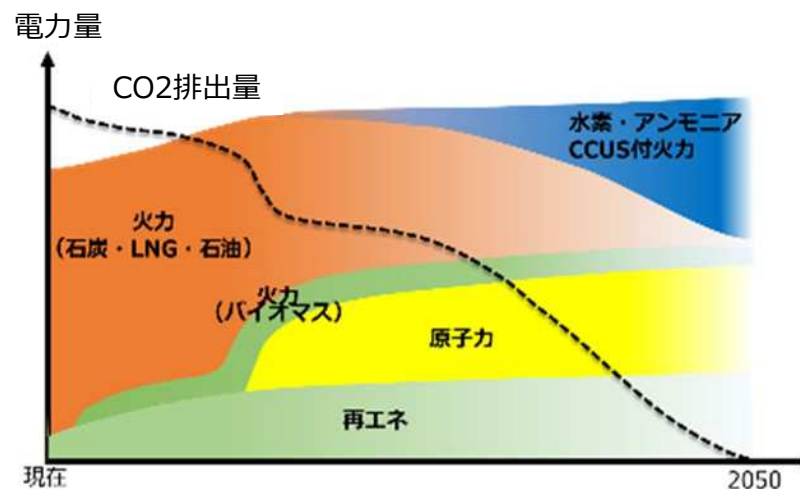 電力量
CO2排出量
水素・アンモニア
CCUS付火力
火力
（石炭・LNG・石油）
火力
（バイオマス）
原子力
再エネ
現在
2050